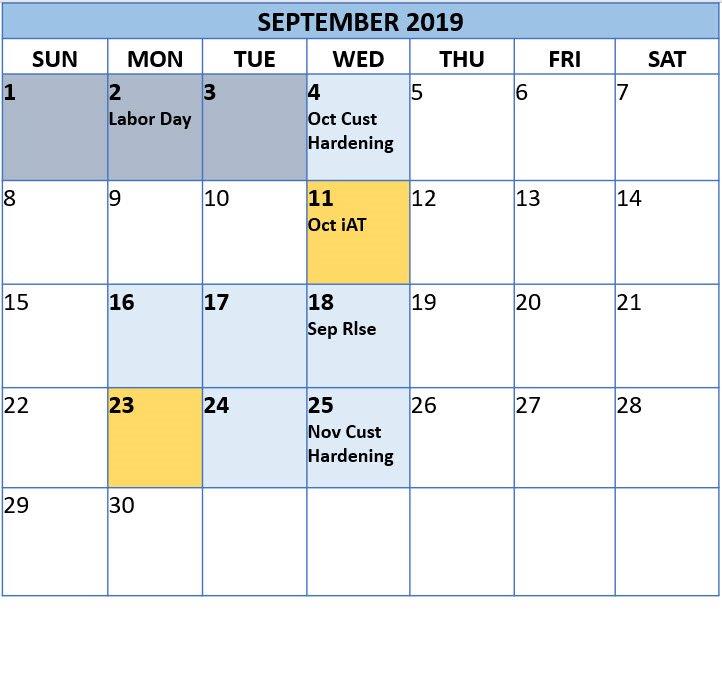 SEPTEMBER 2019
SUN MON TUE WED THU FRI SAT
1 2 3 4 5 6 7
Labor Day Oct Cust
Hardening
8 9 10 11 12 13 14
Oct iAT
15 16 17 18 19 20 21
Sep Rlse
22 23 24 25 26 27 28
Nov Cust
Hardening
29 30